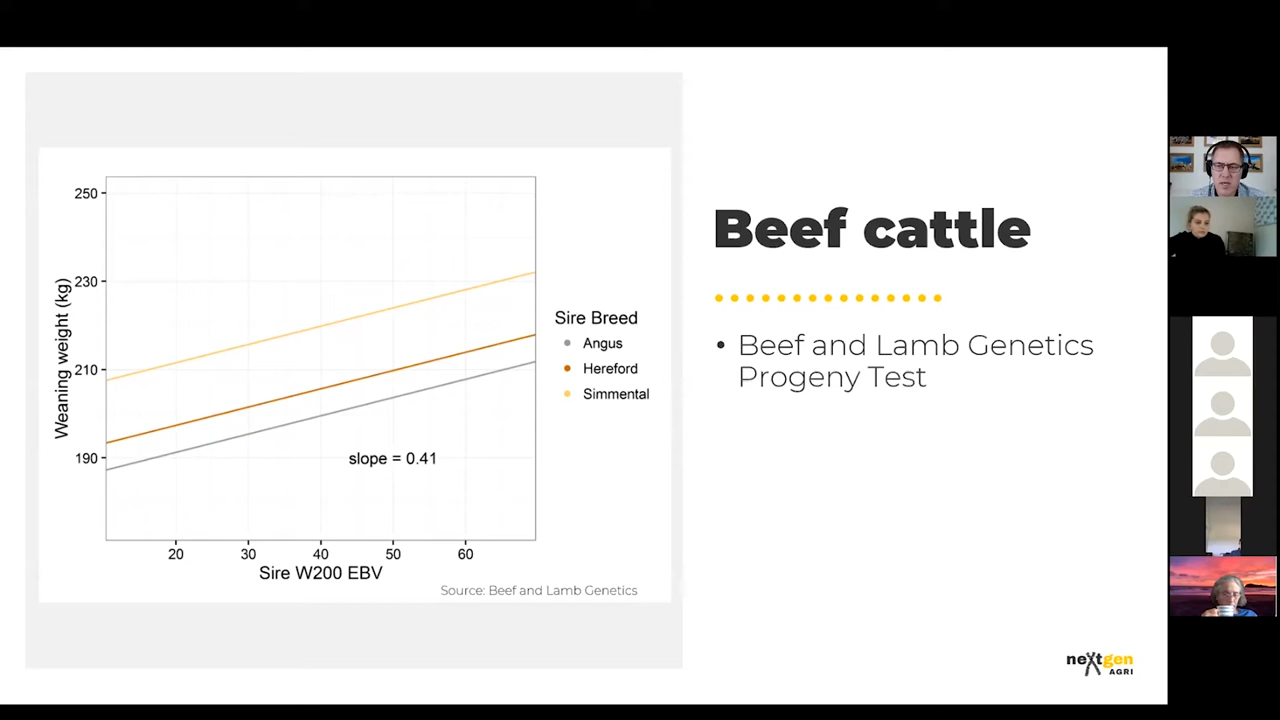 Beef cattle
Beef and Lamb Genetics
Progeny Test
250
230
210
190
Weaning weight (kg)
20 30 40 50 60
Sire W200 EBV
slope = 0.41
Sire Breed
Angus
Hereford
Simmental
Source: Beef and Lamb Genetics
nextgen
AGRI